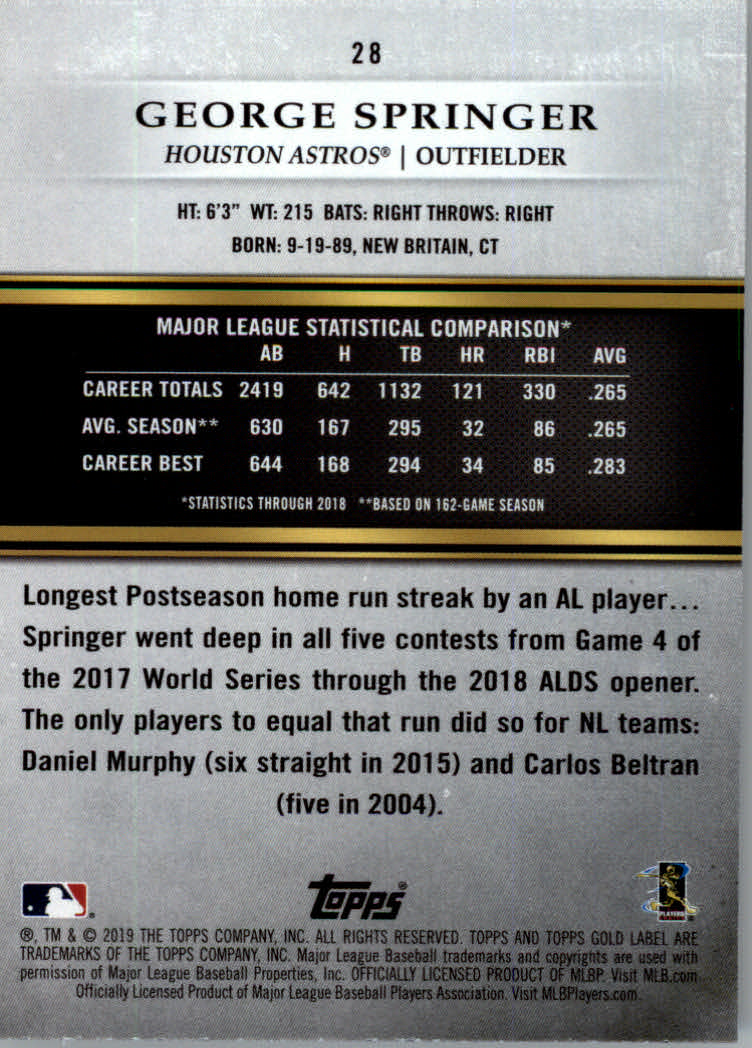 28
GEORGE SPRINGER
HOUSTON ASTROS® | OUTFIELDER
HT: 6'3" WT: 215 BATS: RIGHT THROWS: RIGHT
BORN: 9-19-89, NEW BRITAIN, CT
MAJOR LEAGUE STATISTICAL COMPARISON*
AB H TB HR RBI AVG
CAREER TOTALS 2419 642 1132 121 330 .265
AVG. SEASON** 630 167 295 32 86 .265
CAREER BEST 644 168 294 34 85 .283
*STATISTICS THROUGH 2018 **BASED ON 162-GAME SEASON
Longest Postseason home run streak by an AL player...
Springer went deep in all five contests from Game 4 of
the 2017 World Series through the 2018 ALDS opener.
The only players to equal that run did so for NL teams:
Daniel Murphy (six straight in 2015) and Carlos Beltran
(five in 2004).
Topps®
PLAYERS
®, TM & © 2019 THE TOPPS COMPANY, INC. ALL RIGHTS RESERVED. TOPPS AND TOPPS GOLD LABEL ARE
TRADEMARKS OF THE TOPPS COMPANY, INC. Major League Baseball trademarks and copyrights are used with
permission of Major League Baseball Properties, Inc. OFFICIALLY LICENSED PRODUCT OF MLBP. Visit MLB.com.
Officially Licensed Product of Major League Baseball Players Association. Visit MLBPlayers.com.